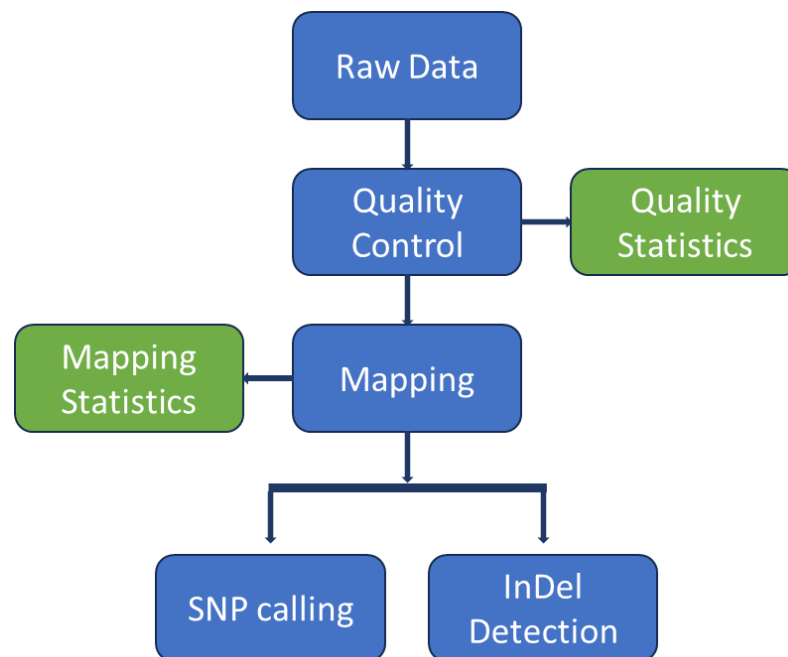 Raw Data
Quality
Control
Quality
Statistics
Mapping
Statistics
Mapping
SNP calling
InDel
Detection